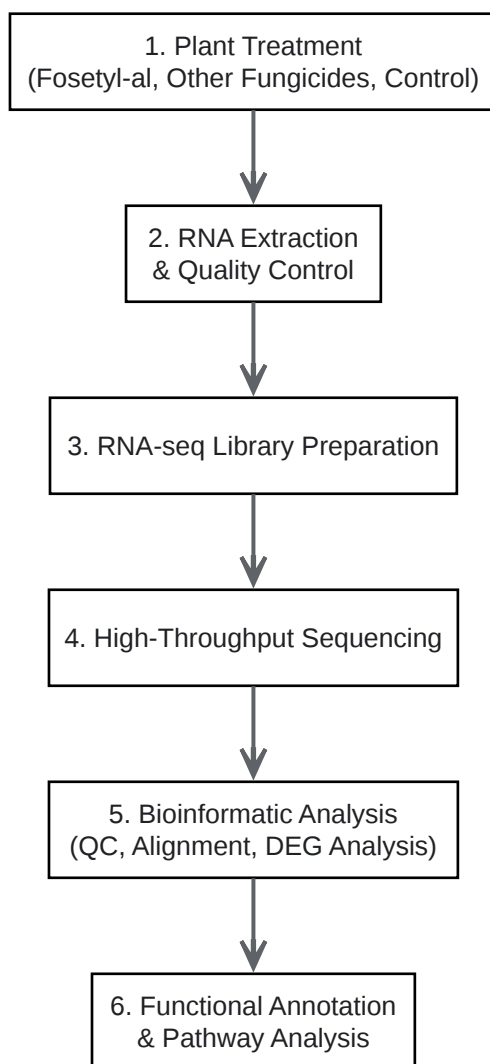 1. Plant Treatment
(Fosetyl-al, Other Fungicides, Control)
2. RNA Extraction
& Quality Control
3. RNA-seq Library Preparation
4. High-Throughput Sequencing
5. Bioinformatic Analysis
(QC, Alignment, DEG Analysis)
6. Functional Annotation
& Pathway Analysis